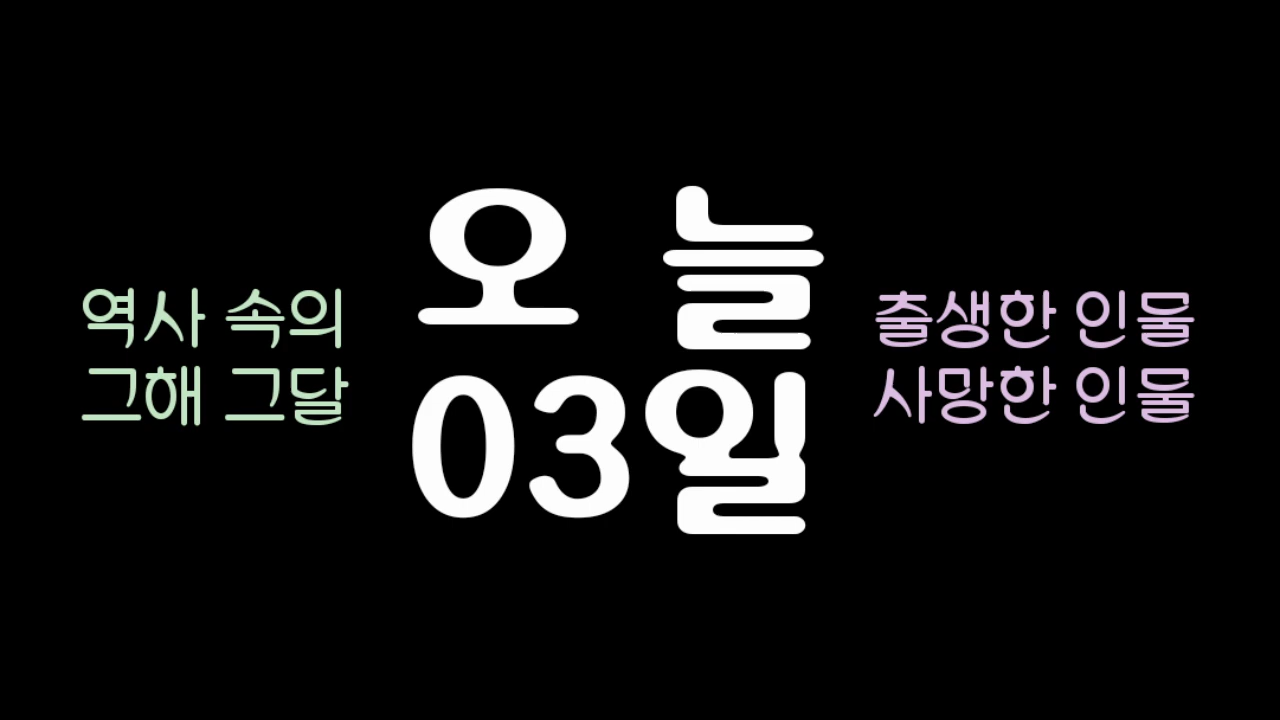 역사 속의
그해 그달
오 늘
03일
출생한 인물
사망한 인물